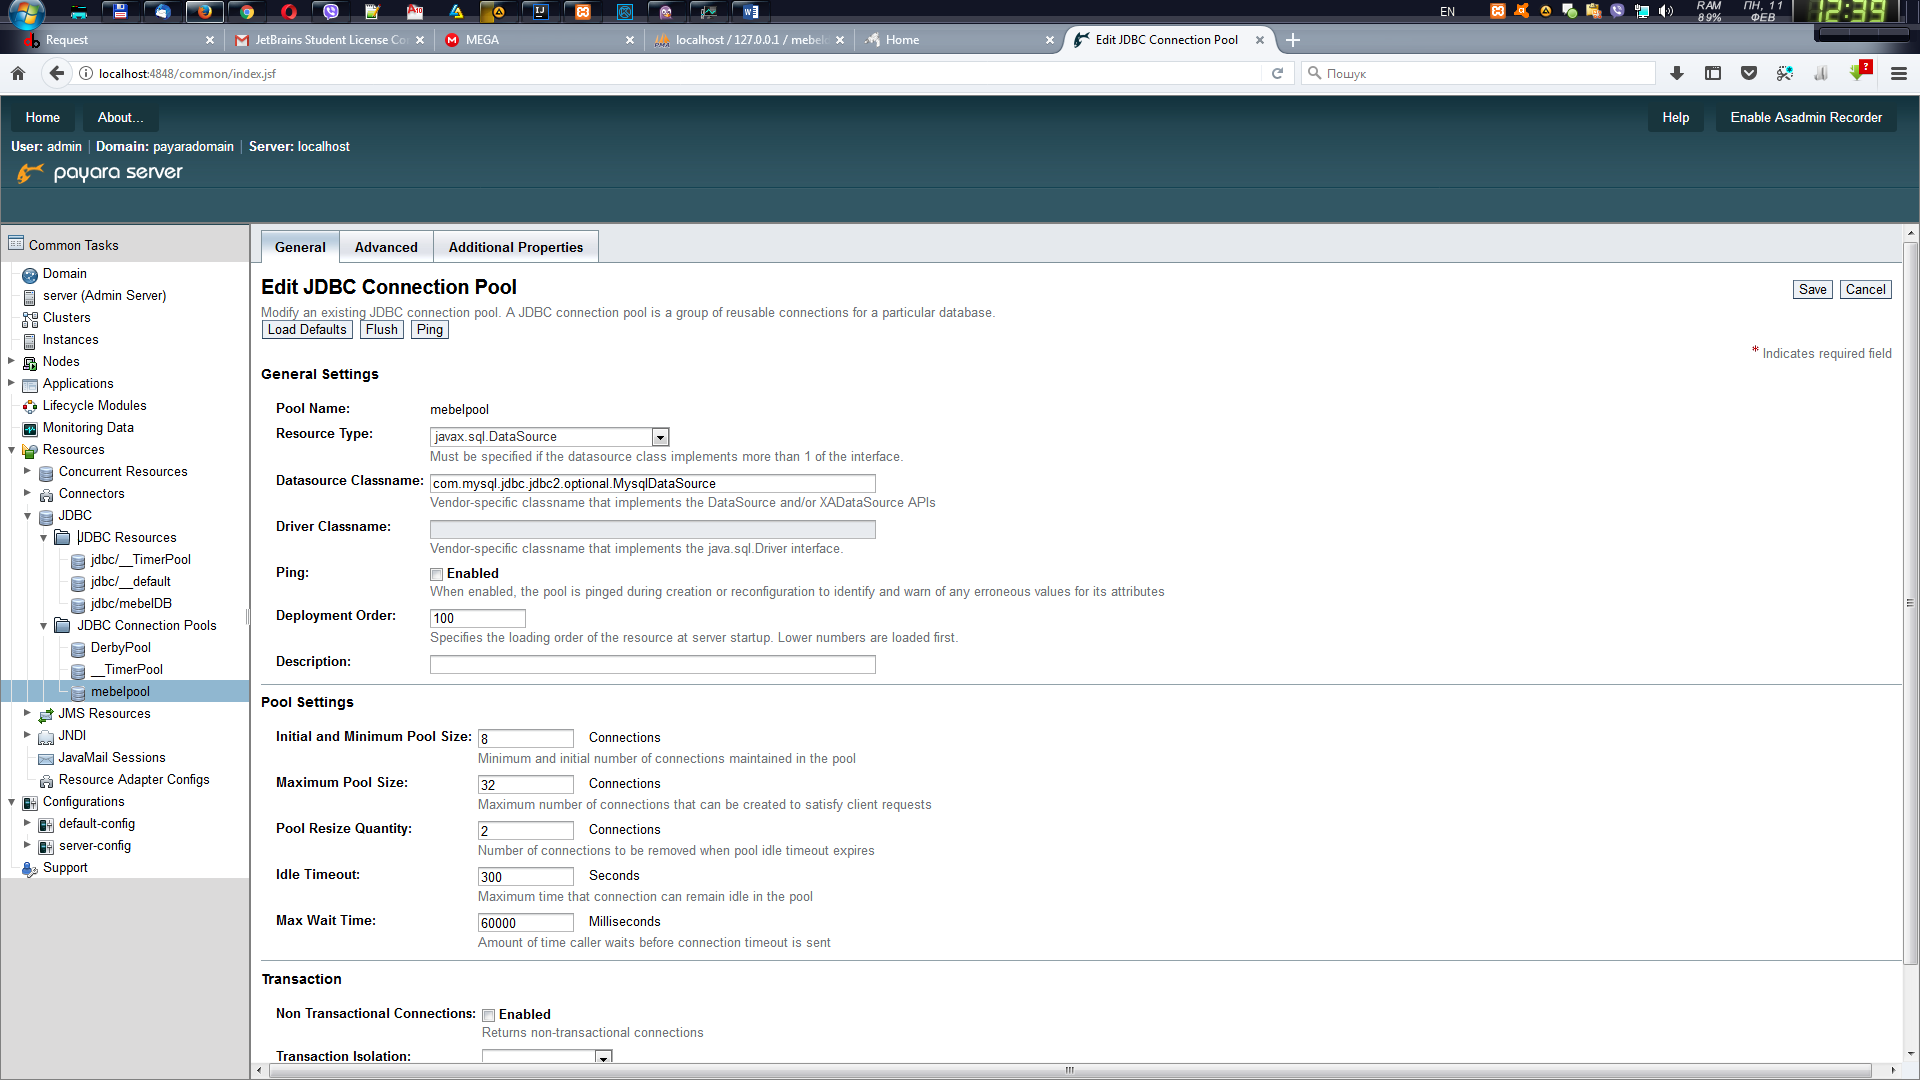 EN
RAM
89%
ПН, 11
ФЕВ
12:39
Request
JetBrains Student License Co
MEGA
localhost / 127.0.0.1 / mebel
Home
Edit JDBC Connection Pool
localhost:4848/common/index.jsf
Пошук
Home
About...
Help
Enable Asadmin Recorder
User: admin | Domain: payaradomain | Server: localhost
payara server
Common Tasks
Domain
server (Admin Server)
Clusters
Instances
Nodes
Applications
Lifecycle Modules
Monitoring Data
Resources
Concurrent Resources
Connectors
JDBC
JDBC Resources
jdbc/__TimerPool
jdbc/__default
jdbc/mebelDB
JDBC Connection Pools
DerbyPool
__TimerPool
mebelpool
JMS Resources
JNDI
JavaMail Sessions
Resource Adapter Configs
Configurations
default-config
server-config
Support
General
Advanced
Additional Properties
Edit JDBC Connection Pool
Save
Cancel
Modify an existing JDBC connection pool. A JDBC connection pool is a group of reusable connections for a particular database.
Load Defaults
Flush
Ping
* Indicates required field
General Settings
Pool Name: mebelpool
Resource Type: javax.sql.DataSource
Must be specified if the datasource class implements more than 1 of the interface.
Datasource Classname: com.mysql.jdbc.jdbc2.optional.MysqlDataSource
Vendor-specific classname that implements the DataSource and/or XADataSource APIs
Driver Classname:
Vendor-specific classname that implements the java.sql.Driver interface.
Ping: Enabled
When enabled, the pool is pinged during creation or reconfiguration to identify and warn of any erroneous values for its attributes
Deployment Order: 100
Specifies the loading order of the resource at server startup. Lower numbers are loaded first.
Description:
Pool Settings
Initial and Minimum Pool Size: 8 Connections
Minimum and initial number of connections maintained in the pool
Maximum Pool Size: 32 Connections
Maximum number of connections that can be created to satisfy client requests
Pool Resize Quantity: 2 Connections
Number of connections to be removed when pool idle timeout expires
Idle Timeout: 300 Seconds
Maximum time that connection can remain idle in the pool
Max Wait Time: 60000 Milliseconds
Amount of time caller waits before connection timeout is sent
Transaction
Non Transactional Connections: Enabled
Returns non-transactional connections
Transaction Isolation: